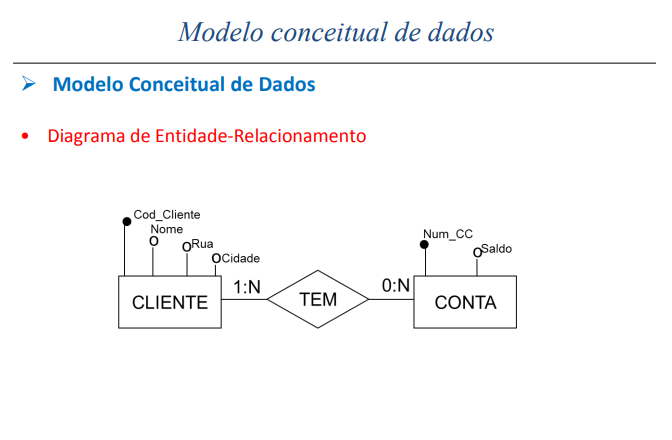 Modelo conceitual de dados
Modelo Conceitual de Dados
Diagrama de Entidade-Relacionamento
Cod_Cliente
Nome
Rua
Cidade
Num_CC
Saldo
1:N
0:N
CLIENTE
TEM
CONTA